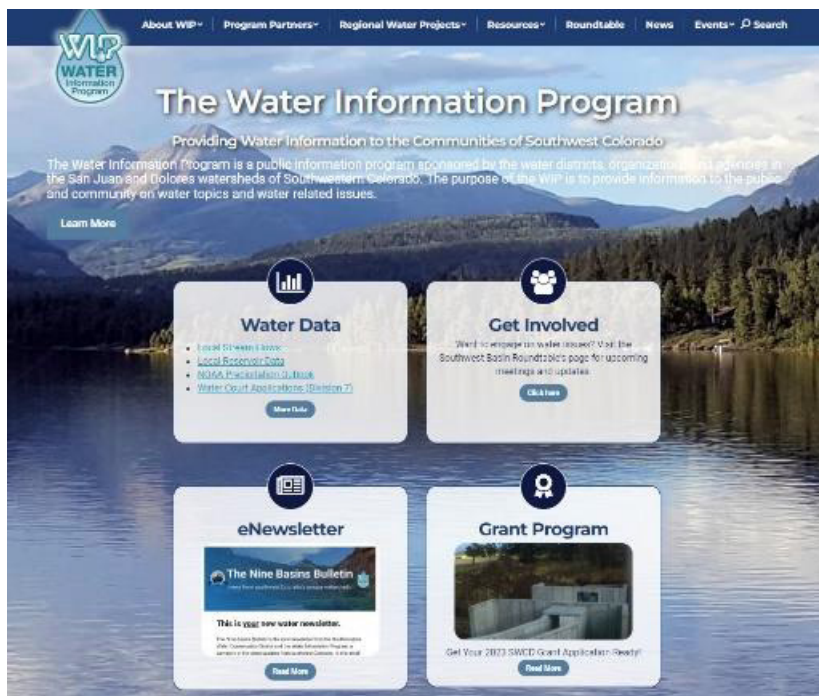 About WIP
Program Partners
Regional Water Projects
Resources
Roundtable
News
Events
Search
WIP
WATER
Information
Program
The Water Information Program
Providing Water Information to the Communities of Southwest Colorado
The Water Information Program is a public information program sponsored by the water districts, organizations and agencies in
the San Juan and Dolores watersheds of Southwestern Colorado. The purpose of the WIP is to provide information to the public
and community on water topics and water related issues.
Learn More
Water Data
Local Stream Flows
Local Reservoir Data
NOAA Precipitation Outlook
Water Court Applications (Division 7)
More Data
Get Involved
Want to engage on water issues? Visit the
Southwest Basin Roundtable's page for upcoming
meetings and updates.
Click here
eNewsletter
The Nine Basins Bulletin
This is your new water newsletter.
Read More
Grant Program
Get Your 2023 SWCD Grant Application Ready!
Read More